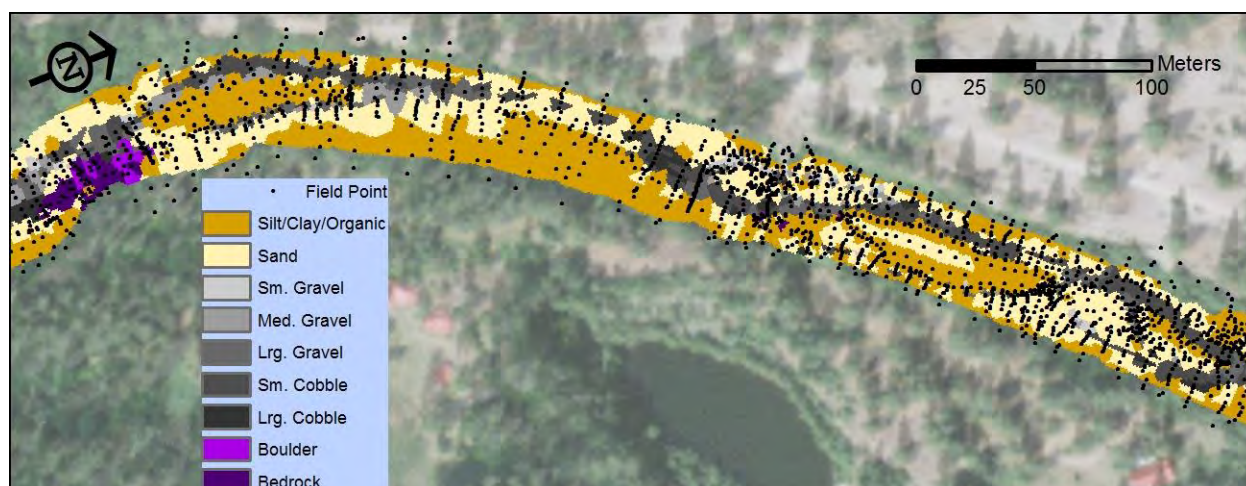 N
Meters
0 25 50 100
Field Point
Silt/Clay/Organic
Sand
Sm. Gravel
Med. Gravel
Lrg. Gravel
Sm. Cobble
Lrg. Cobble
Boulder
Bedrock